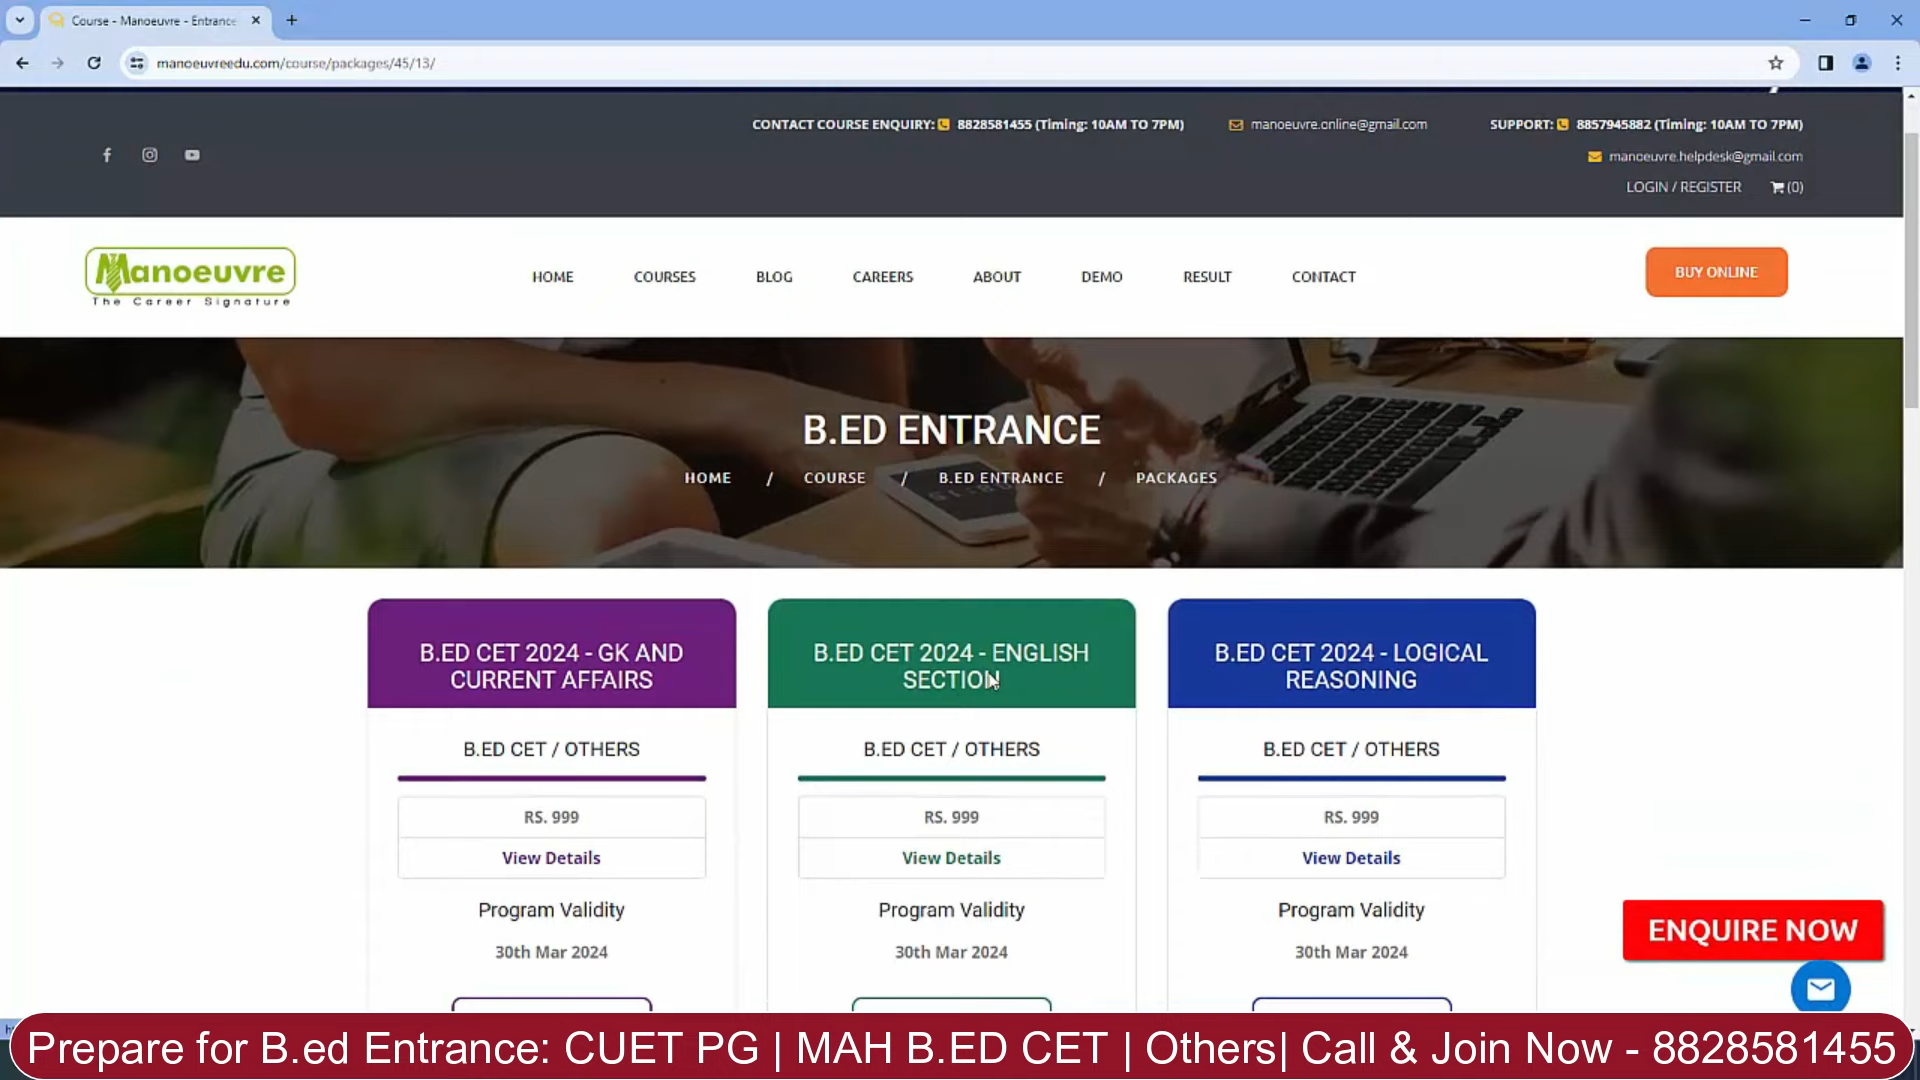 Course - Manoeuvre - Entrance
manoeuvreedu.com/course/packages/45/13/
CONTACT COURSE ENQUIRY: 8828581455 (Timing: 10AM TO 7PM) manoeuvre.online@gmail.com SUPPORT: 8857945882 (Timing: 10AM TO 7PM)
manoeuvre.helpdesk@gmail.com
LOGIN / REGISTER (0)
Manoeuvre
The Career Signature
HOME COURSES BLOG CAREERS ABOUT DEMO RESULT CONTACT BUY ONLINE
B.ED ENTRANCE
HOME / COURSE / B.ED ENTRANCE / PACKAGES
B.ED CET 2024 - GK AND
CURRENT AFFAIRS
B.ED CET / OTHERS
RS. 999
View Details
Program Validity
30th Mar 2024
B.ED CET 2024 - ENGLISH
SECTION
B.ED CET / OTHERS
RS. 999
View Details
Program Validity
30th Mar 2024
B.ED CET 2024 - LOGICAL
REASONING
B.ED CET / OTHERS
RS. 999
View Details
Program Validity
30th Mar 2024
ENQUIRE NOW
Prepare for B.ed Entrance: CUET PG | MAH B.ED CET | Others| Call & Join Now - 8828581455